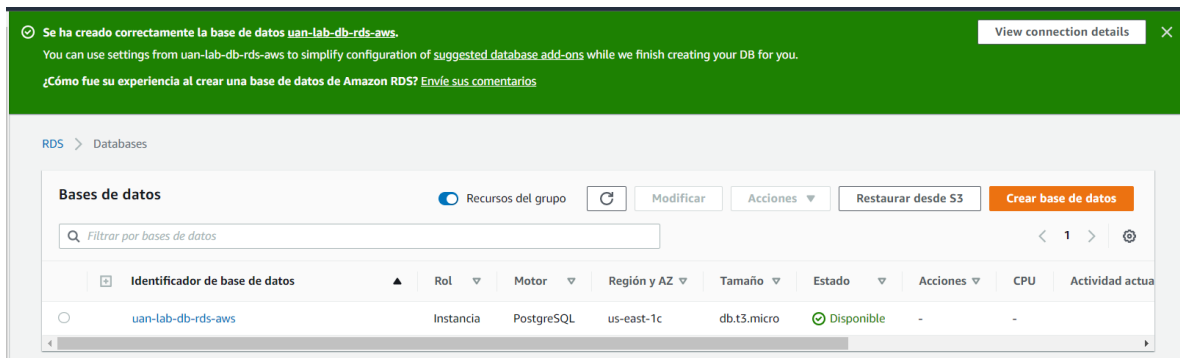 Se ha creado correctamente la base de datos uan-lab-db-rds-aws.
View connection details
You can use settings from uan-lab-db-rds-aws to simplify configuration of suggested database add-ons while we finish creating your DB for you.
¿Cómo fue su experiencia al crear una base de datos de Amazon RDS? Envíe sus comentarios
RDS > Databases
Bases de datos
Recursos del grupo
Modificar
Acciones
Restaurar desde S3
Crear base de datos
Filtrar por bases de datos
1
Identificador de base de datos Rol Motor Región y AZ Tamaño Estado Acciones CPU Actividad actua
uan-lab-db-rds-aws Instancia PostgreSQL us-east-1c db.t3.micro Disponible - -